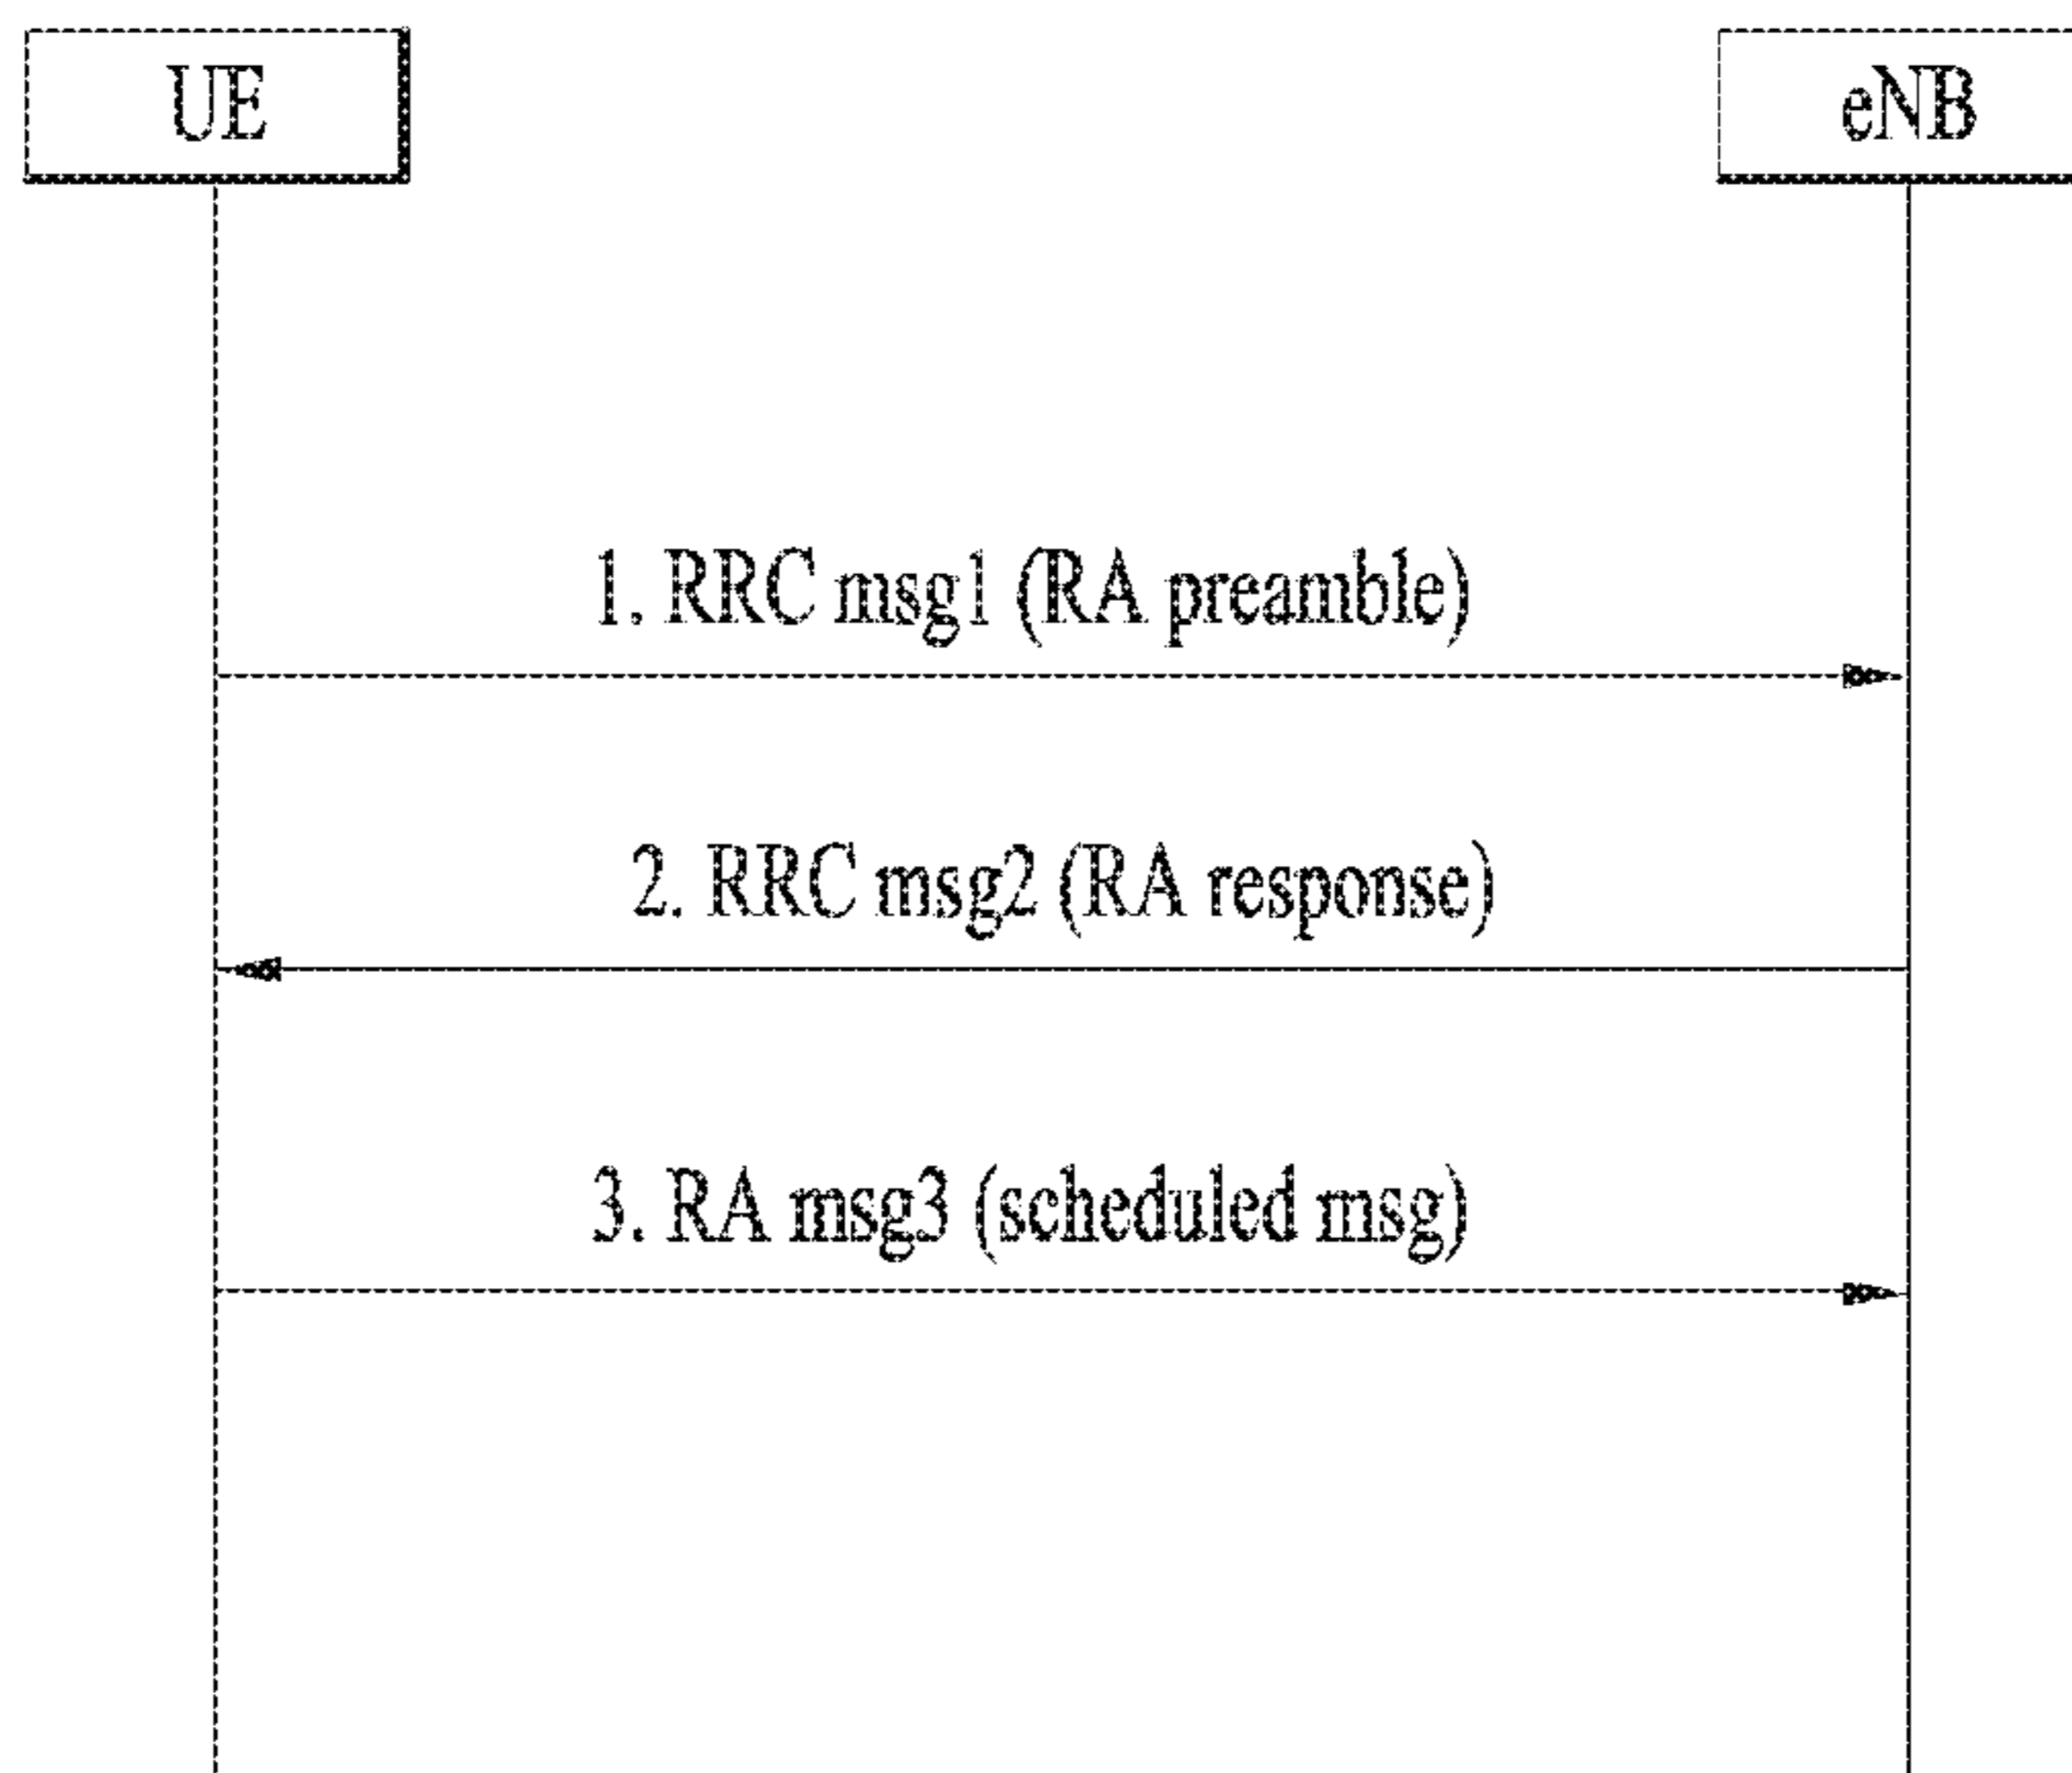 UE
eNB
1. RRC msg1 (RA preamble)
2. RRC msg2 (RA response)
3. RA msg3 (scheduled msg)